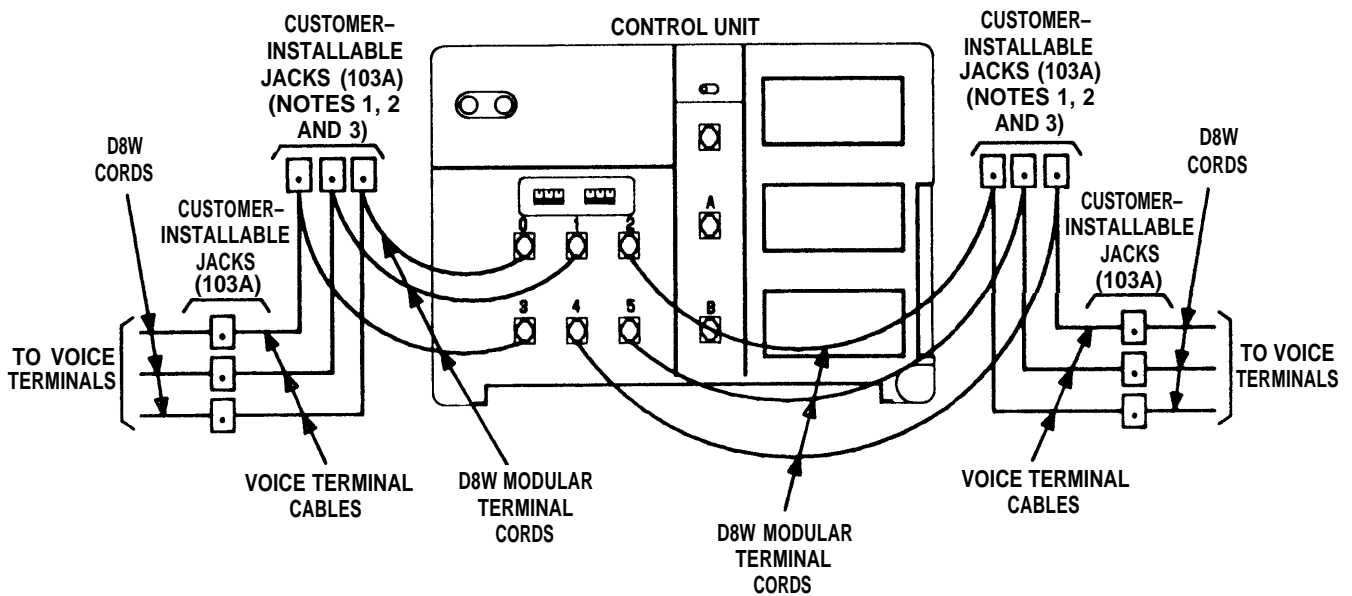 CUSTOMER–
INSTALLABLE
JACKS (103A)
(NOTES 1, 2
AND 3)
CONTROL UNIT
CUSTOMER–
INSTALLABLE
JACKS (103A)
(NOTES 1, 2
AND 3)
D8W
CORDS
D8W
CORDS
CUSTOMER–
INSTALLABLE
JACKS
(103A)
CUSTOMER–
INSTALLABLE
JACKS
(103A)
A
0 1 2
3 4 5 B
TO VOICE
TERMINALS
TO VOICE
TERMINALS
VOICE TERMINAL
CABLES
D8W MODULAR
TERMINAL
CORDS
D8W MODULAR
TERMINAL
CORDS
VOICE TERMINAL
CABLES